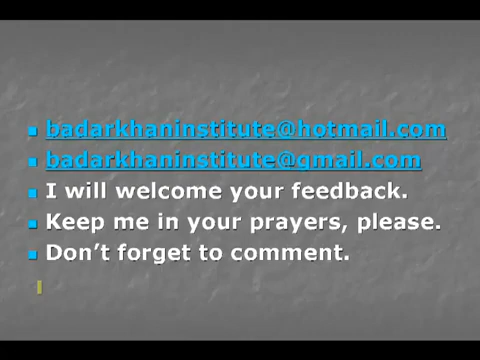 badarkhaninstitute@hotmail.com
badarkhaninstitute@gmail.com
I will welcome your feedback.
Keep me in your prayers, please.
Don’t forget to comment.